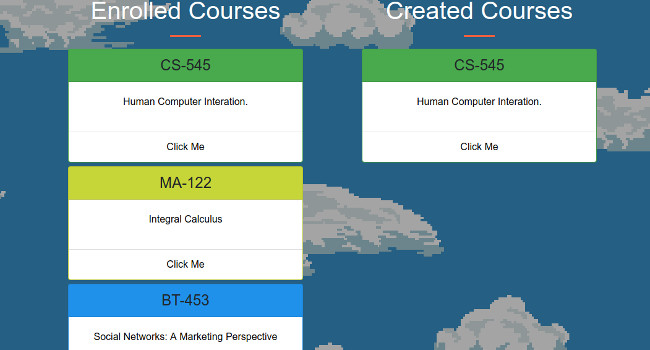 Enrolled Courses
CS-545
Human Computer Interation.
Click Me
MA-122
Integral Calculus
Click Me
BT-453
Social Networks: A Marketing Perspective
Created Courses
CS-545
Human Computer Interation.
Click Me